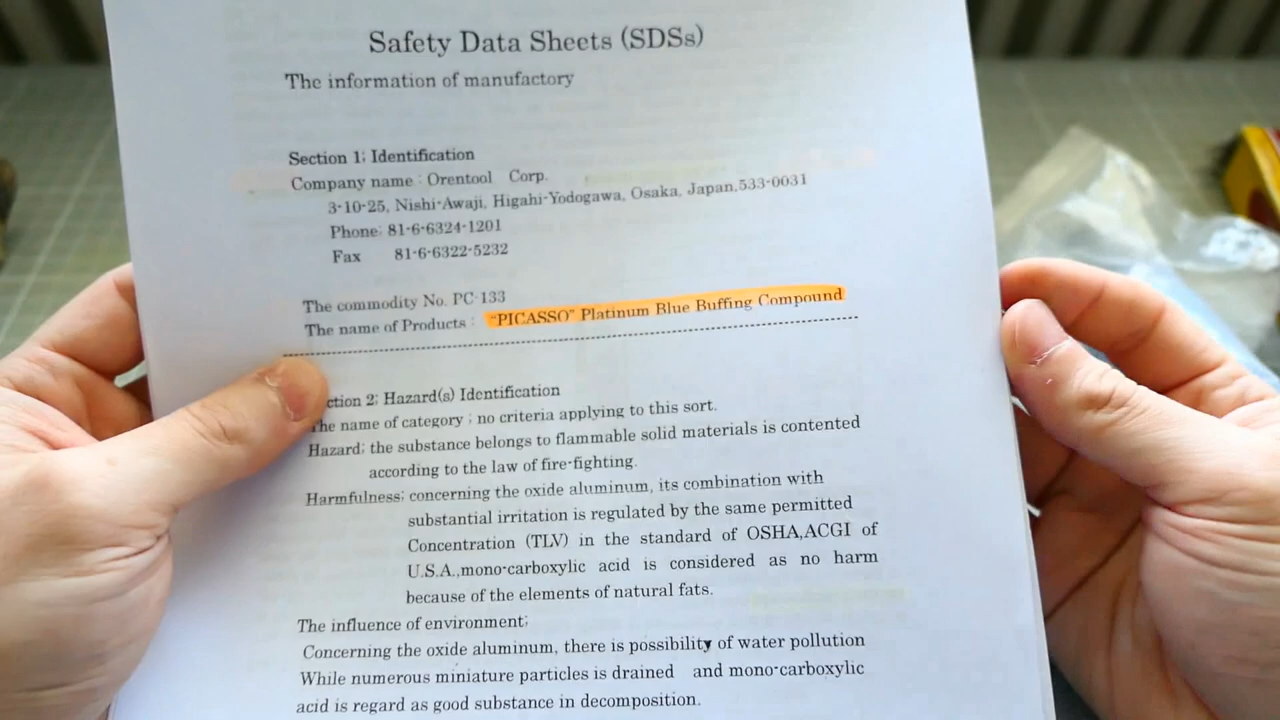 Safety Data Sheets (SDSs)
The information of manufactory
Section 1; Identification
Company name : Orentool Corp.
3-10-25, Nishi-Awaji, Higahi-Yodogawa, Osaka, Japan.533-0031
Phone: 81-6-6324-1201
Fax 81-6-6322-5232
The commodity No. PC-133
The name of Products : "PICASSO" Platinum Blue Buffing Compound
ction 2; Hazard(s) Identification
he name of category ; no criteria applying to this sort.
Hazard; the substance belongs to flammable solid materials is contented
according to the law of fire-fighting.
Harmfulness; concerning the oxide aluminum, its combination with
substantial irritation is regulated by the same permitted
Concentration (TLV) in the standard of OSHA,ACGI of
U.S.A.,mono-carboxylic acid is considered as no harm
because of the elements of natural fats.
The influence of environment;
Concerning the oxide aluminum, there is possibility of water pollution
While numerous miniature particles is drained and mono-carboxylic
acid is regard as good substance in decomposition.